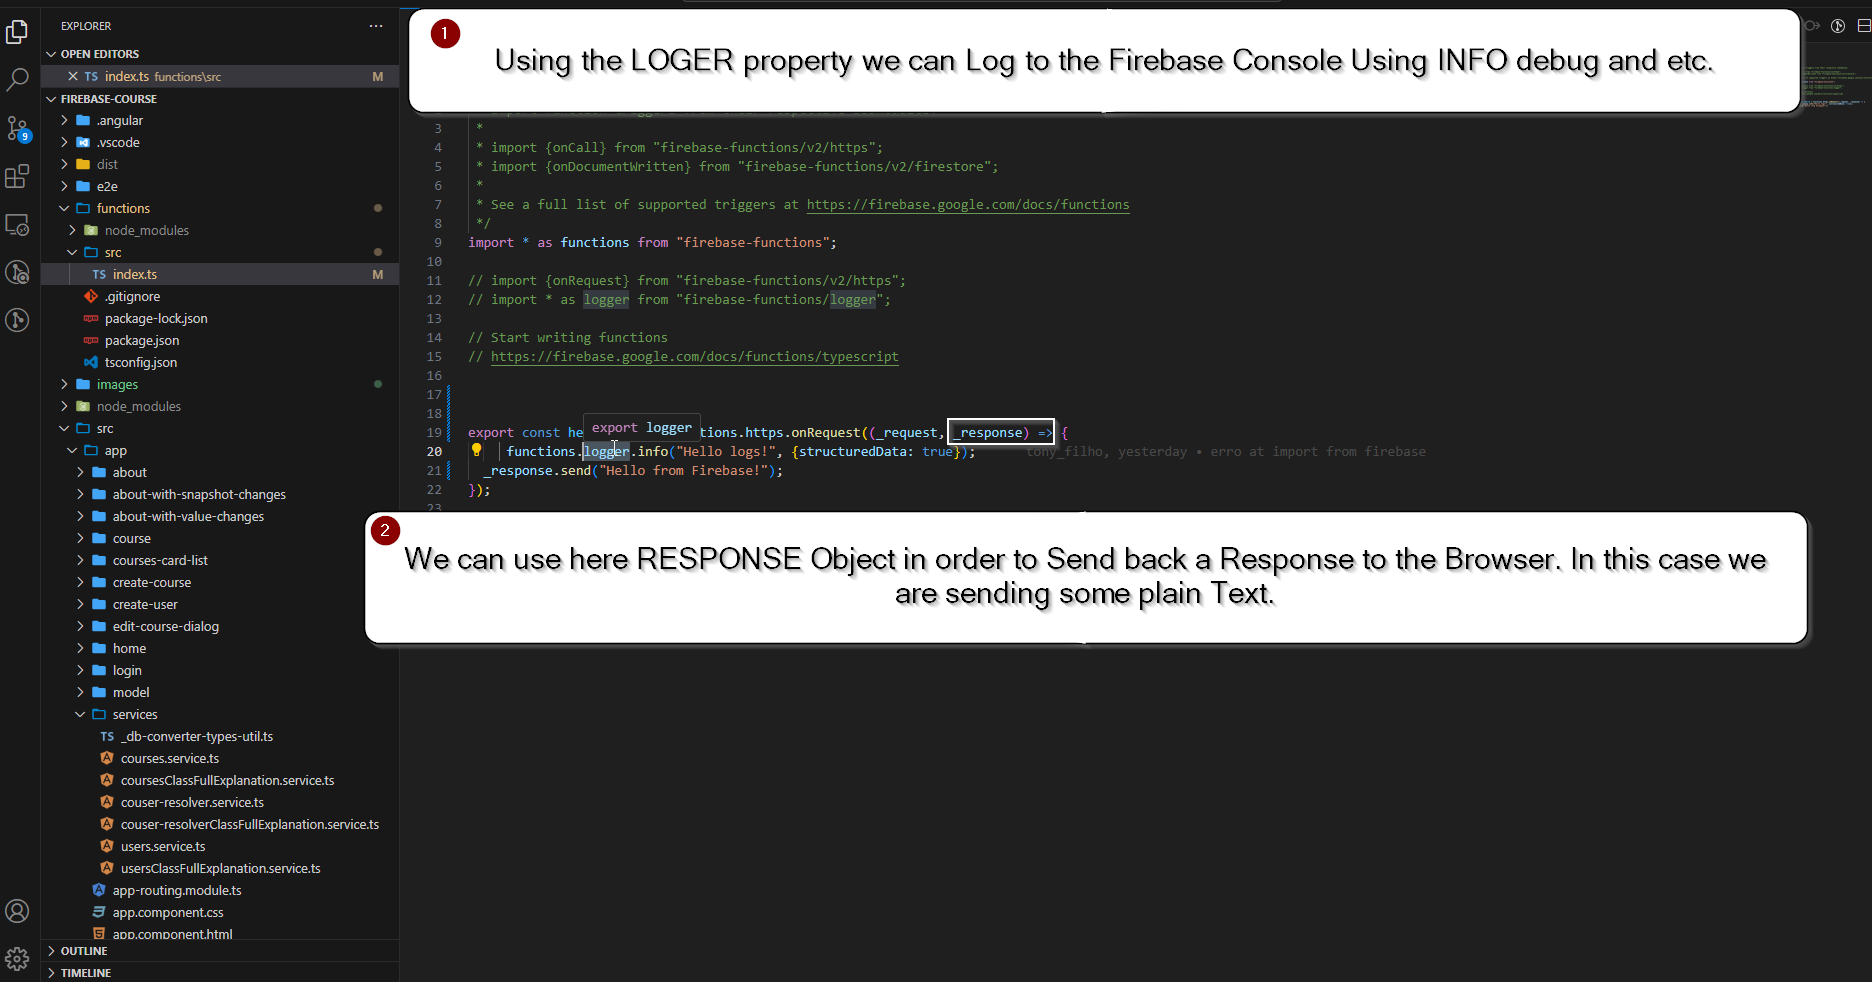 EXPLORER
OPEN EDITORS
TS index.ts functions\src M
FIREBASE-COURSE
.angular
.vscode
dist
e2e
functions
node_modules
src
TS index.ts M
.gitignore
package-lock.json
package.json
tsconfig.json
images
node_modules
src
app
about
about-with-snapshot-changes
about-with-value-changes
course
courses-card-list
create-course
create-user
edit-course-dialog
home
login
model
services
TS _db-converter-types-util.ts
courses.service.ts
coursesClassFullExplanation.service.ts
couser-resolver.service.ts
couser-resolverClassFullExplanation.service.ts
users.service.ts
usersClassFullExplanation.service.ts
app-routing.module.ts
app.component.css
app.component.html
OUTLINE
TIMELINE
9
1
Using the LOGER property we can Log to the Firebase Console Using INFO debug and etc.
3 *
4 * import {onCall} from "firebase-functions/v2/https";
5 * import {onDocumentWritten} from "firebase-functions/v2/firestore";
6 *
7 * See a full list of supported triggers at https://firebase.google.com/docs/functions
8 */
9 import * as functions from "firebase-functions";
10
11 // import {onRequest} from "firebase-functions/v2/https";
12 // import * as logger from "firebase-functions/logger";
13
14 // Start writing functions
15 // https://firebase.google.com/docs/functions/typescript
16
17
18
export logger
19 export const he tions.https.onRequest((_request, _response) => {
20 functions.logger.info("Hello logs!", {structuredData: true}); tony_filho, yesterday • erro at import from firebase
21 _response.send("Hello from Firebase!");
22 });
23
2
We can use here RESPONSE Object in order to Send back a Response to the Browser. In this case we
are sending some plain Text.